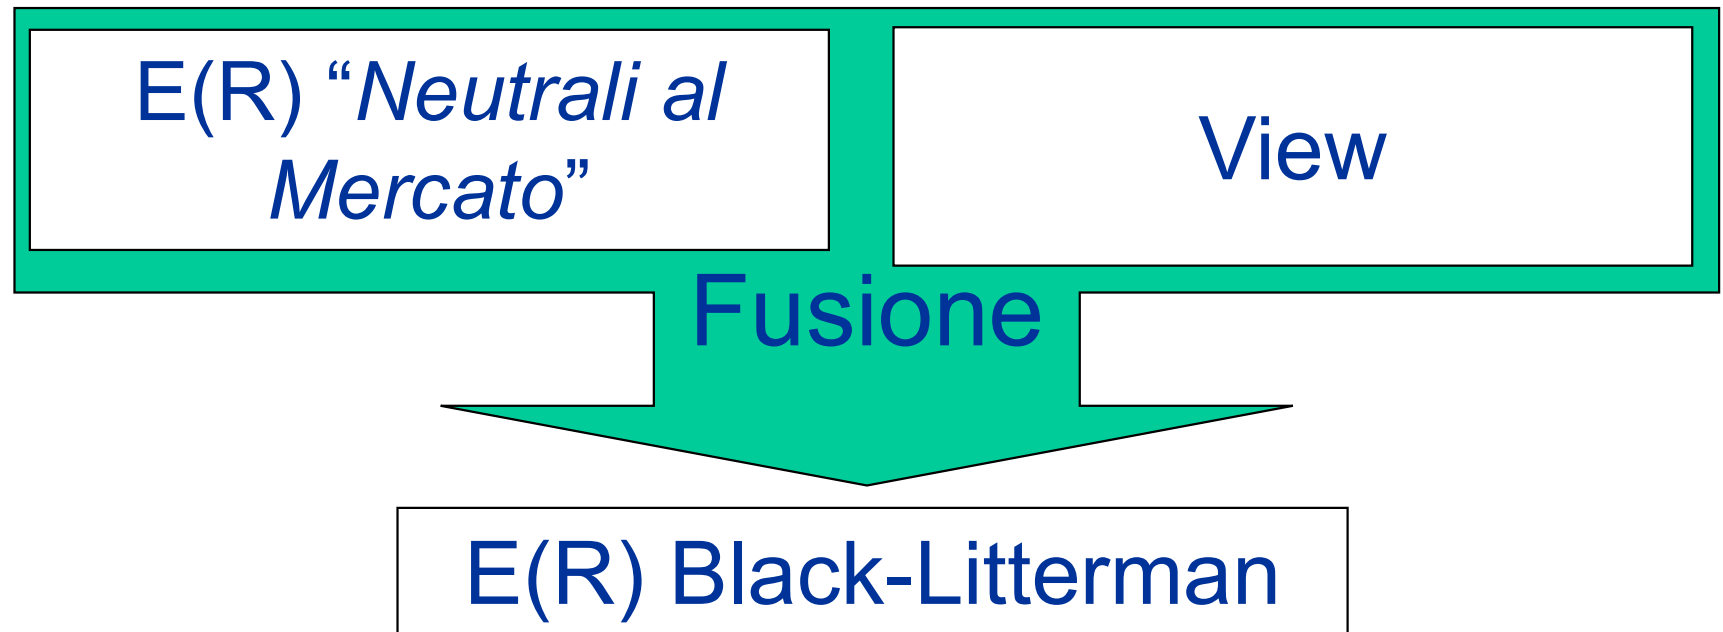 E(R) “Neutrali al
Mercato”
View
Fusione
E(R) Black-Litterman